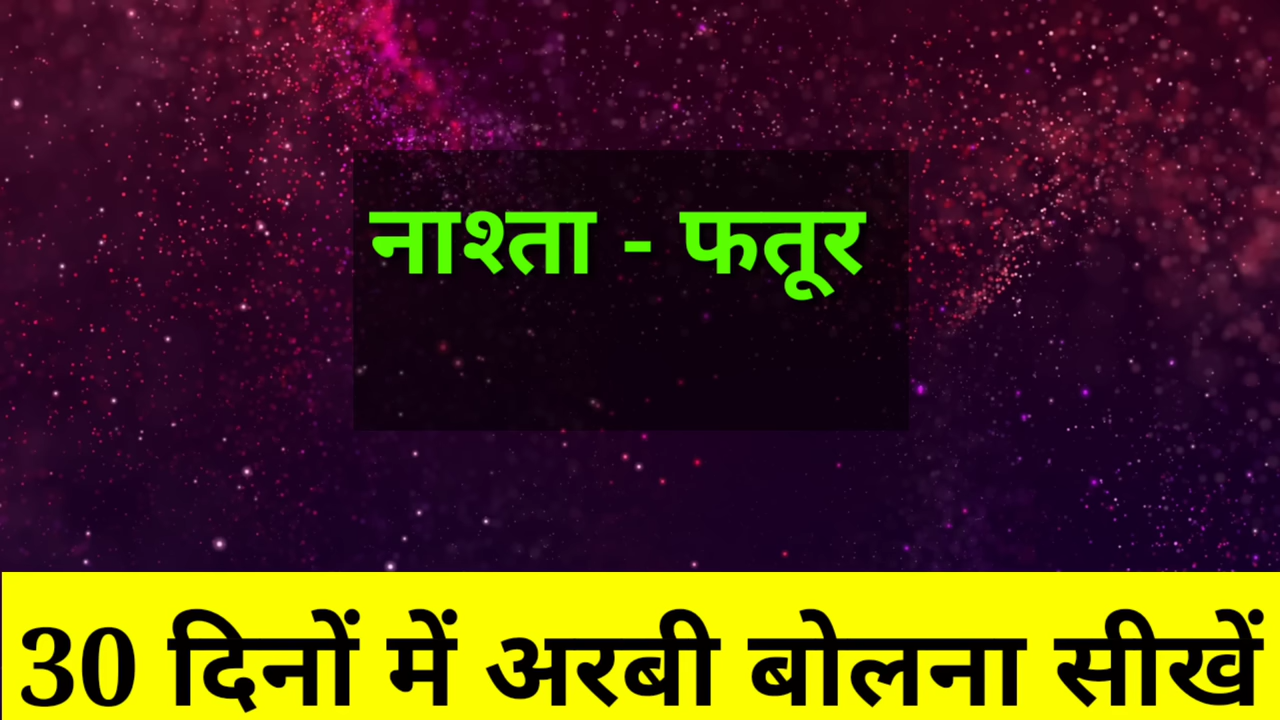 नाश्ता - फतूर
30 दिनों में अरबी बोलना सीखें